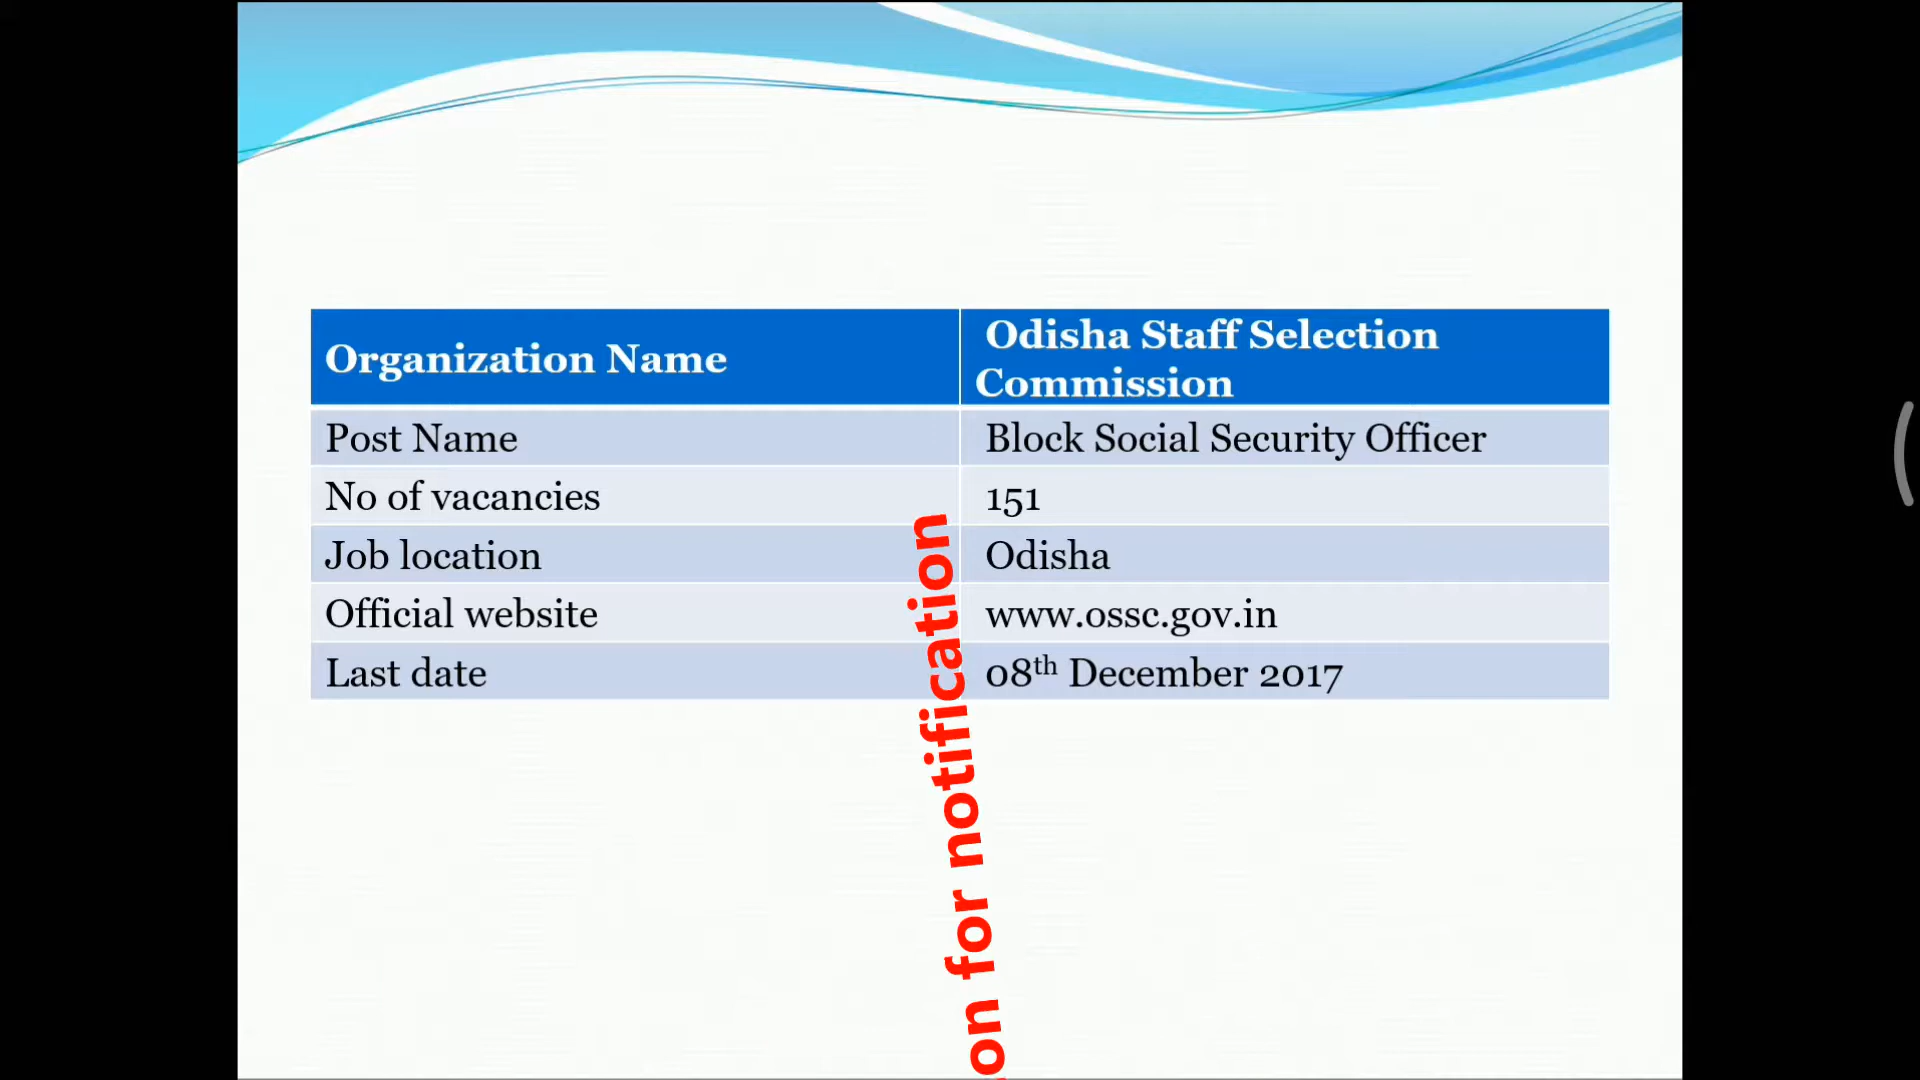 Organization Name
Odisha Staff Selection
Commission
Post Name
Block Social Security Officer
No of vacancies
151
Job location
Odisha
Official website
www.ossc.gov.in
Last date
08th December 2017
on for notification